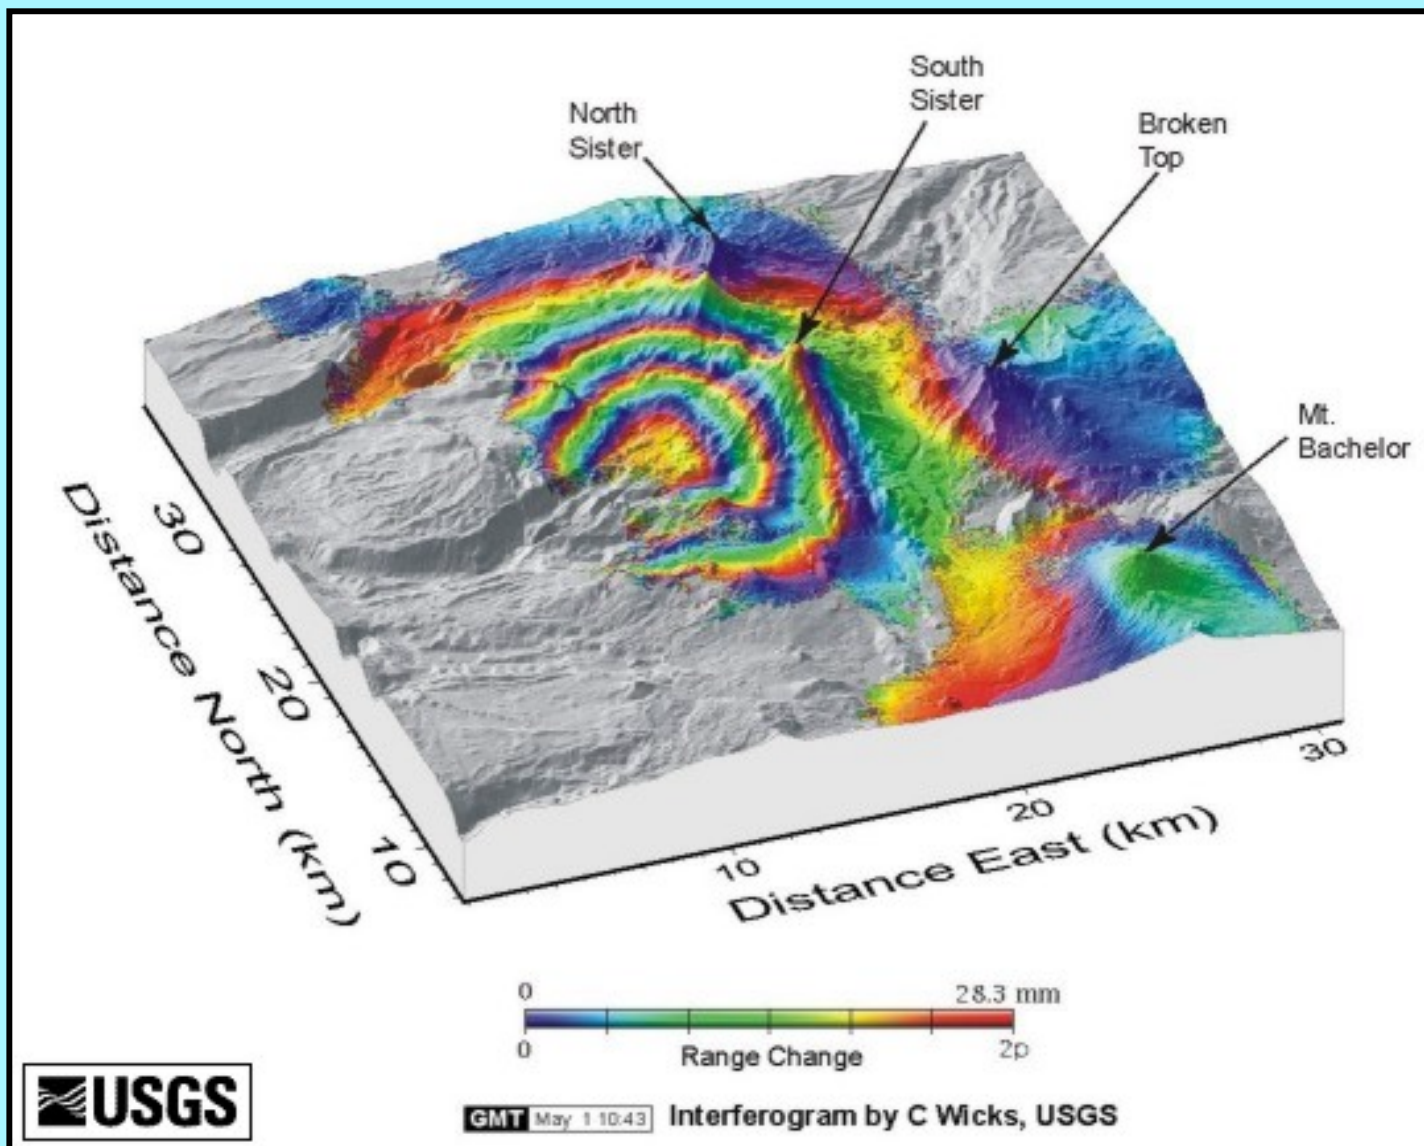 North
Sister
South
Sister
Broken
Top
Mt.
Bachelor
30
20
10
Distance North (km)
10
20
30
Distance East (km)
0 28.3 mm
0 2p
Range Change
USGS
GMT May 1 10:43 Interferogram by C Wicks, USGS